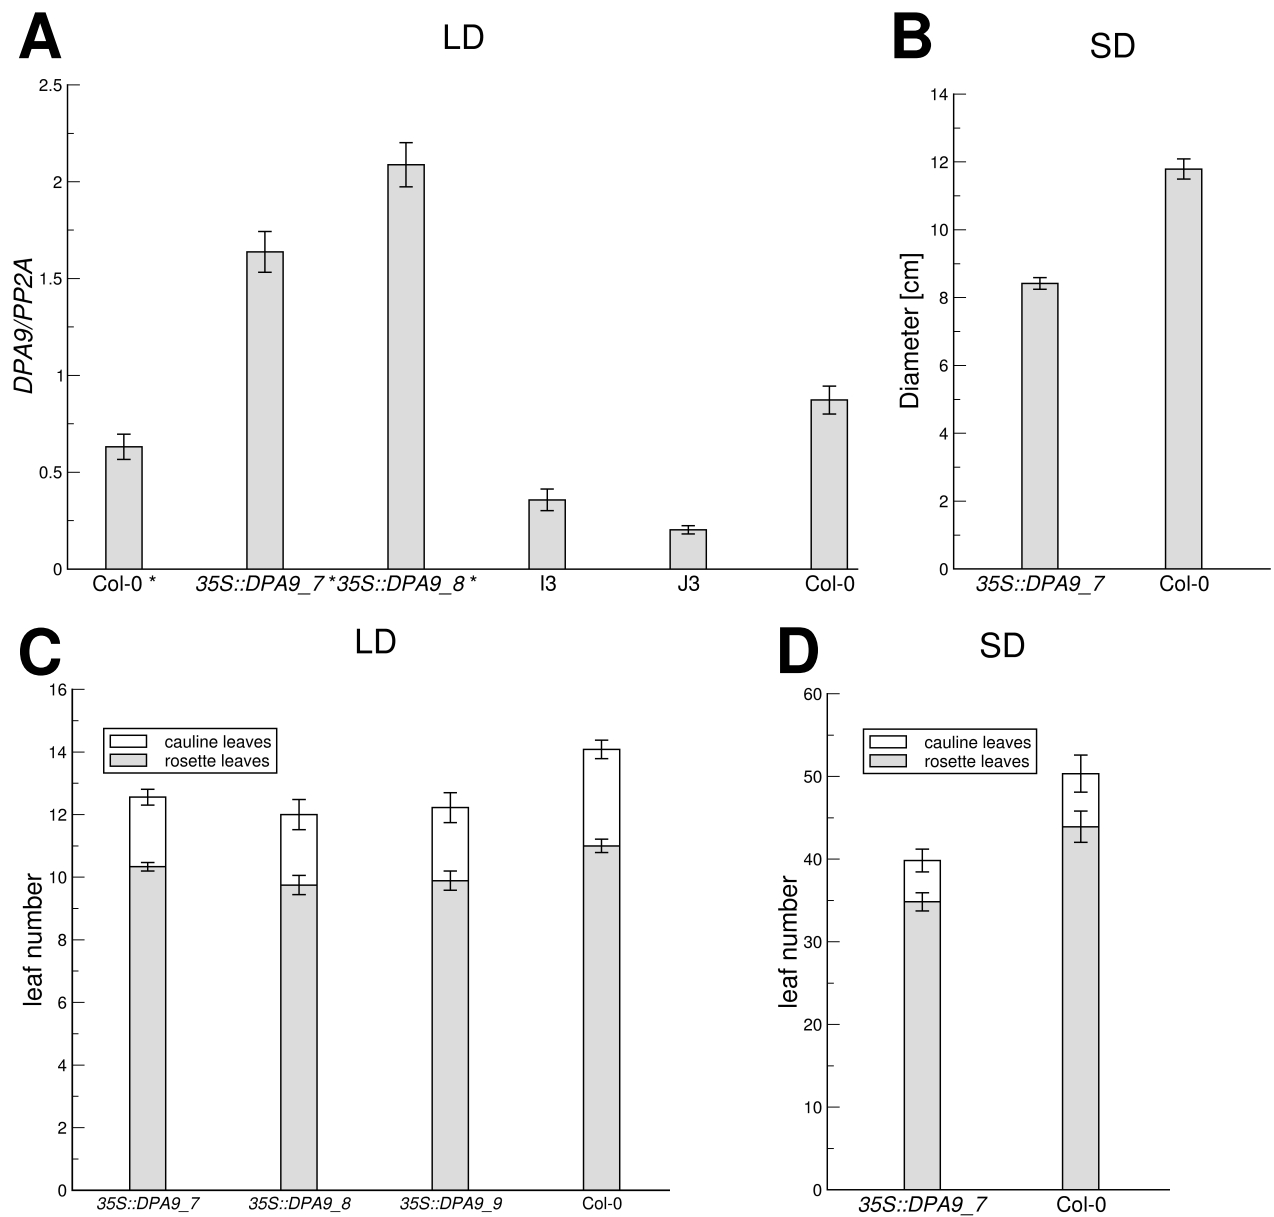 A
LD
2.5
2
1.5
1
0.5
0
DPA9/PP2A
Col-0 *
35S::DPA9_7 *
35S::DPA9_8 *
I3
J3
Col-0
B
SD
14
12
10
8
6
4
2
0
Diameter [cm]
35S::DPA9_7
Col-0
C
LD
16
14
12
10
8
6
4
2
0
leaf number
cauline leaves
rosette leaves
35S::DPA9_7
35S::DPA9_8
35S::DPA9_9
Col-0
D
SD
60
50
40
30
20
10
0
leaf number
cauline leaves
rosette leaves
35S::DPA9_7
Col-0